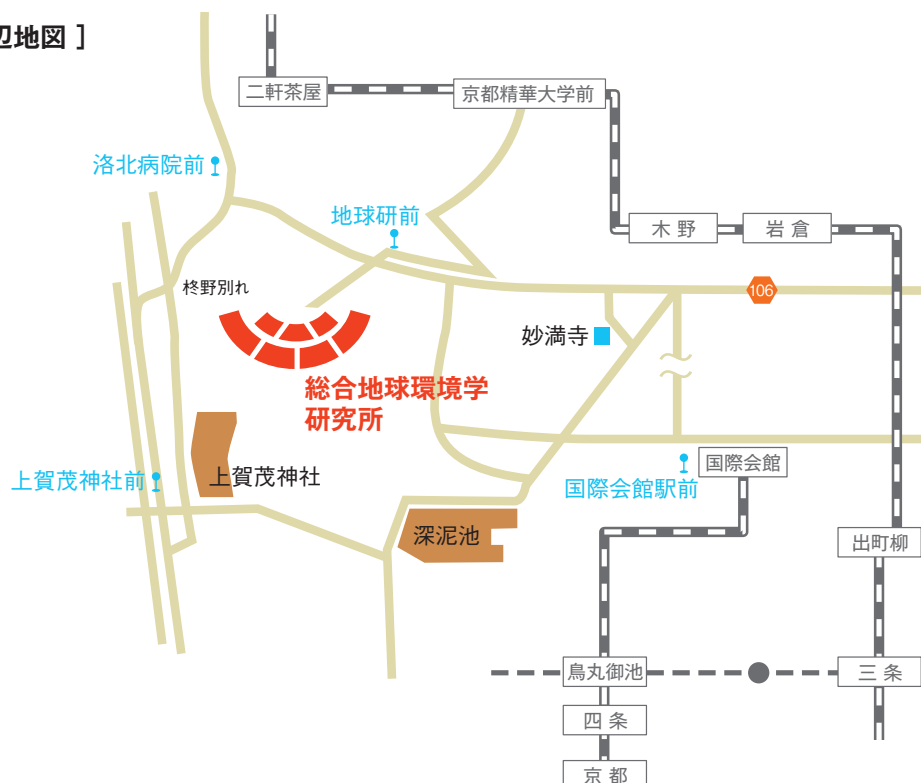 辺地図 ]
二軒茶屋
京都精華大学前
洛北病院前
地球研前
木野
岩倉
柊野別れ
106
妙満寺
総合地球環境学
研究所
上賀茂神社
上賀茂神社前
国際会館
国際会館駅前
深泥池
出町柳
烏丸御池
三条
四条
京都